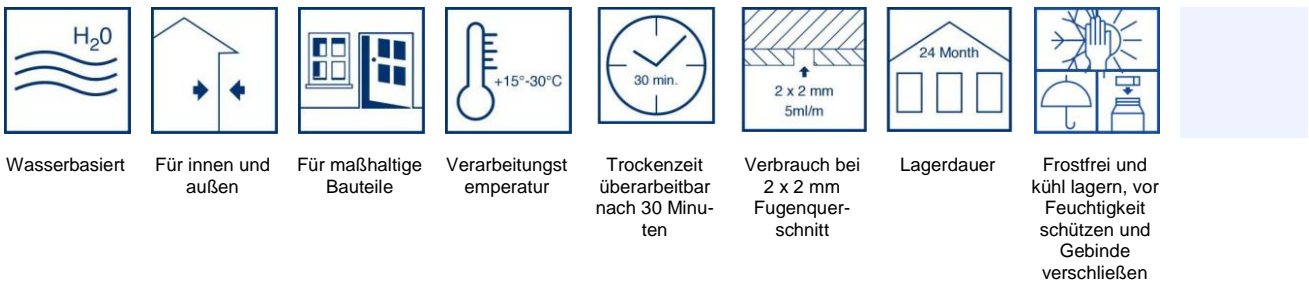 H₂0
+15°-30°C
30 min.
2 x 2 mm
5ml/m
24 Month
Wasserbasiert
Für innen und
außen
Für maßhaltige
Bauteile
Verarbeitungst
emperatur
Trockenzeit
überarbeitbar
nach 30 Minu-
ten
Verbrauch bei
2 x 2 mm
Fugenquer-
schnitt
Lagerdauer
Frostfrei und
kühl lagern, vor
Feuchtigkeit
schützen und
Gebinde
verschließen